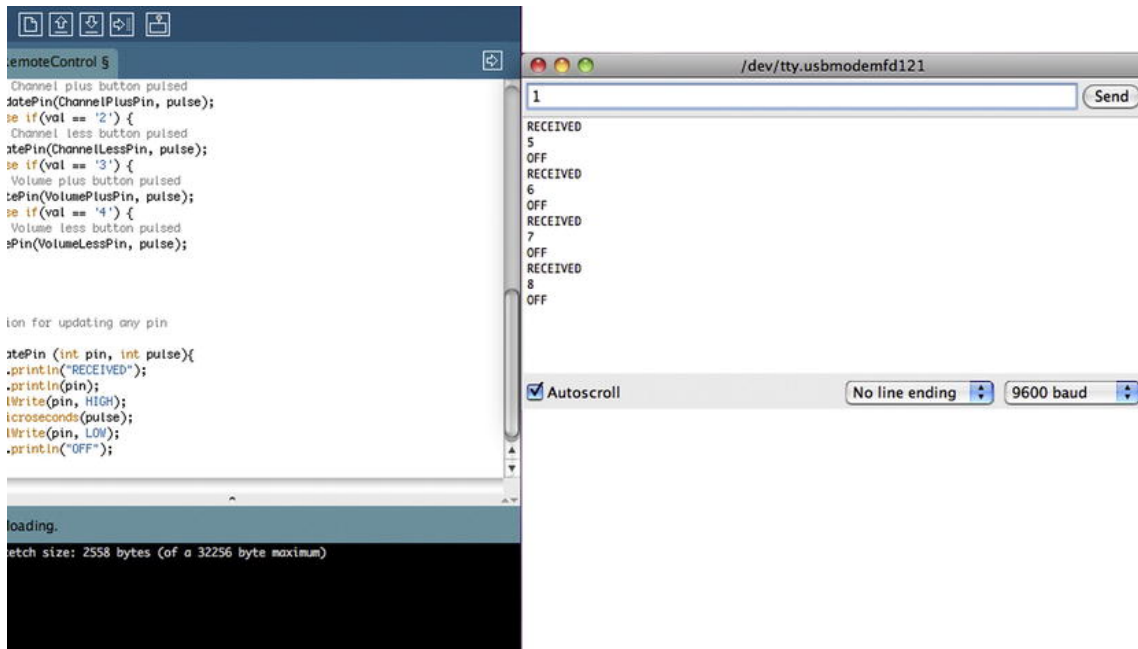 emoteControl §
Channel plus button pulsed
datePin(ChannelPlusPin, pulse);
se if(val == '2') {
Channel less button pulsed
atePin(ChannelLessPin, pulse);
se if(val == '3') {
Volume plus button pulsed
tePin(VolumePlusPin, pulse);
se if(val == '4') {
Volume less button pulsed
ePin(VolumeLessPin, pulse);
ion for updating any pin
atePin (int pin, int pulse){
.println("RECEIVED");
.println(pin);
lWrite(pin, HIGH);
icroseconds(pulse);
lWrite(pin, LOW);
.println("OFF");
loading.
etch size: 2558 bytes (of a 32256 byte maximum)
/dev/tty.usbmodemfd121
1
Send
RECEIVED
5
OFF
RECEIVED
6
OFF
RECEIVED
7
OFF
RECEIVED
8
OFF
Autoscroll
No line ending
9600 baud